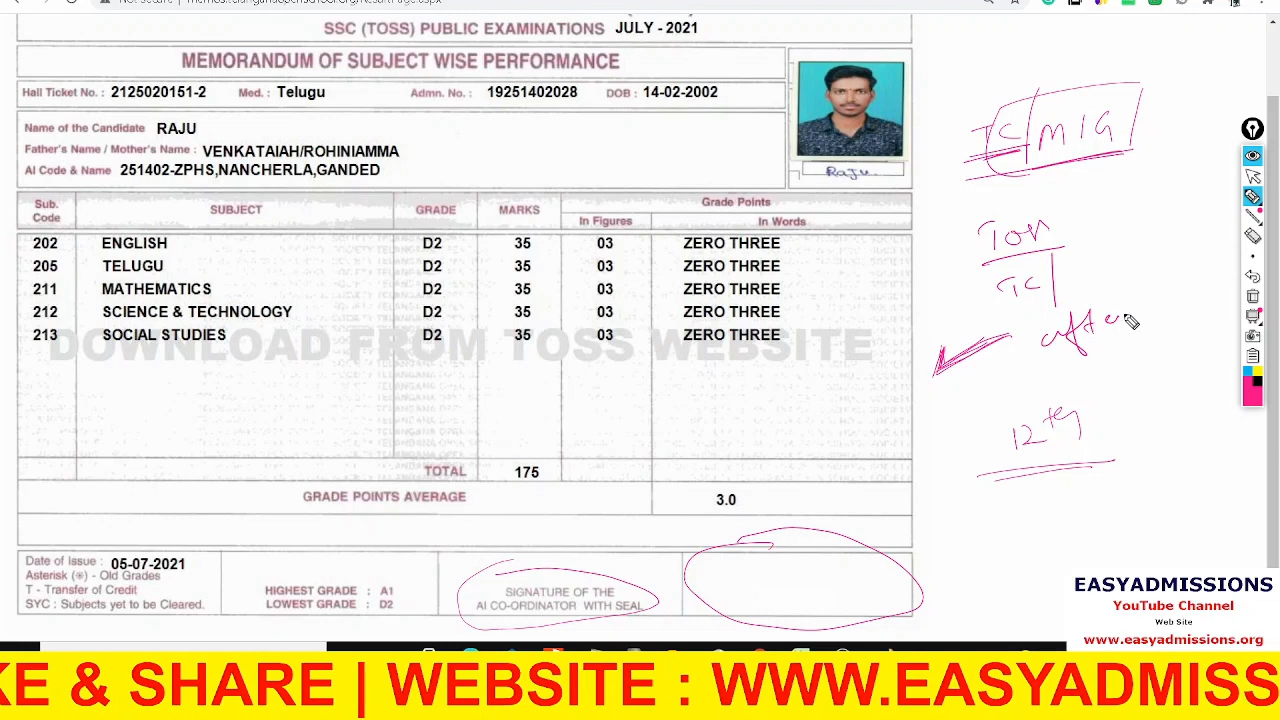 SSC (TOSS) PUBLIC EXAMINATIONS JULY - 2021
MEMORANDUM OF SUBJECT WISE PERFORMANCE
Hall Ticket No. : 2125020151-2 Med. : Telugu Admn. No. : 19251402028 DOB : 14-02-2002
Name of the Candidate RAJU
Father's Name / Mother's Name : VENKATAIAH/ROHINIAMMA
AI Code & Name 251402-ZPHS,NANCHERLA,GANDED
Raju.
Sub. Code SUBJECT GRADE MARKS Grade Points
In Figures In Words
202 ENGLISH D2 35 03 ZERO THREE
205 TELUGU D2 35 03 ZERO THREE
211 MATHEMATICS D2 35 03 ZERO THREE
212 SCIENCE & TECHNOLOGY D2 35 03 ZERO THREE
213 SOCIAL STUDIES D2 35 03 ZERO THREE
DOWNLOAD FROM TOSS WEBSITE
TOTAL 175
GRADE POINTS AVERAGE 3.0
Date of Issue : 05-07-2021
Asterisk (*) - Old Grades
T - Transfer of Credit
SYC : Subjects yet to be Cleared.
HIGHEST GRADE : A1
LOWEST GRADE : D2
SIGNATURE OF THE
AI CO-ORDINATOR WITH SEAL
TC M G
TC
afte
12
EASYADMISSIONS
YouTube Channel
Web Site
www.easyadmissions.org
KE & SHARE | WEBSITE : WWW.EASYADMISS